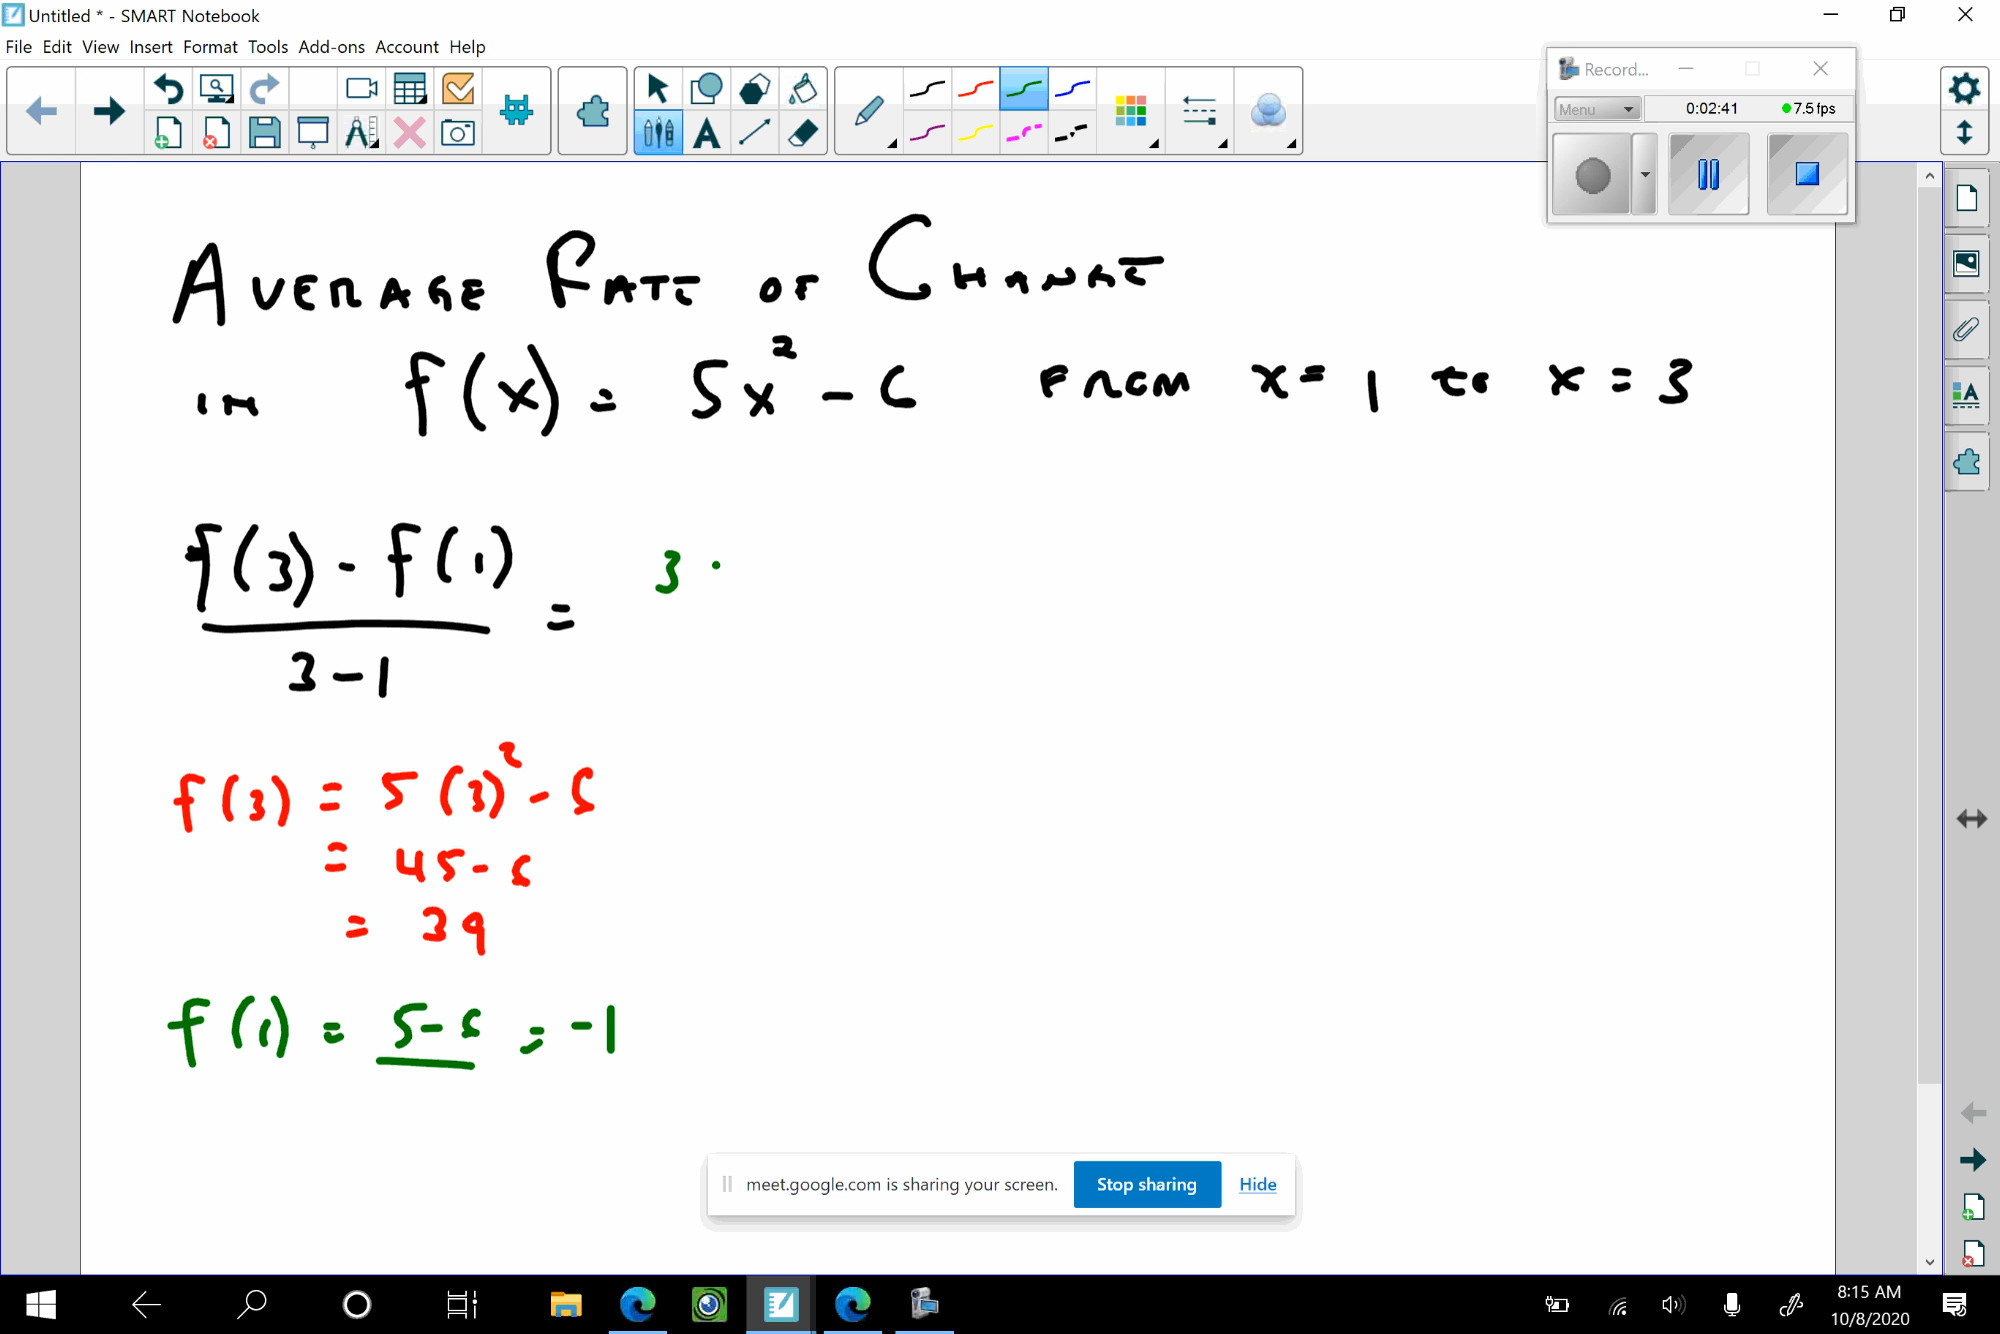 Untitled * - SMART Notebook
File Edit View Insert Format Tools Add-ons Account Help
Record...
Menu 0:02:41 7.5 fps
AVERAGE RATE OF CHANGE
IN f(x) = 5x² - 6 FROM x = 1 to x = 3
f(3) - f(1)
= 3 ·
3 - 1
f(3) = 5(3)² - 6
= 45 - 6
= 39
f(1) = 5 - 6 = -1
meet.google.com is sharing your screen. Stop sharing Hide
8:15 AM
10/8/2020